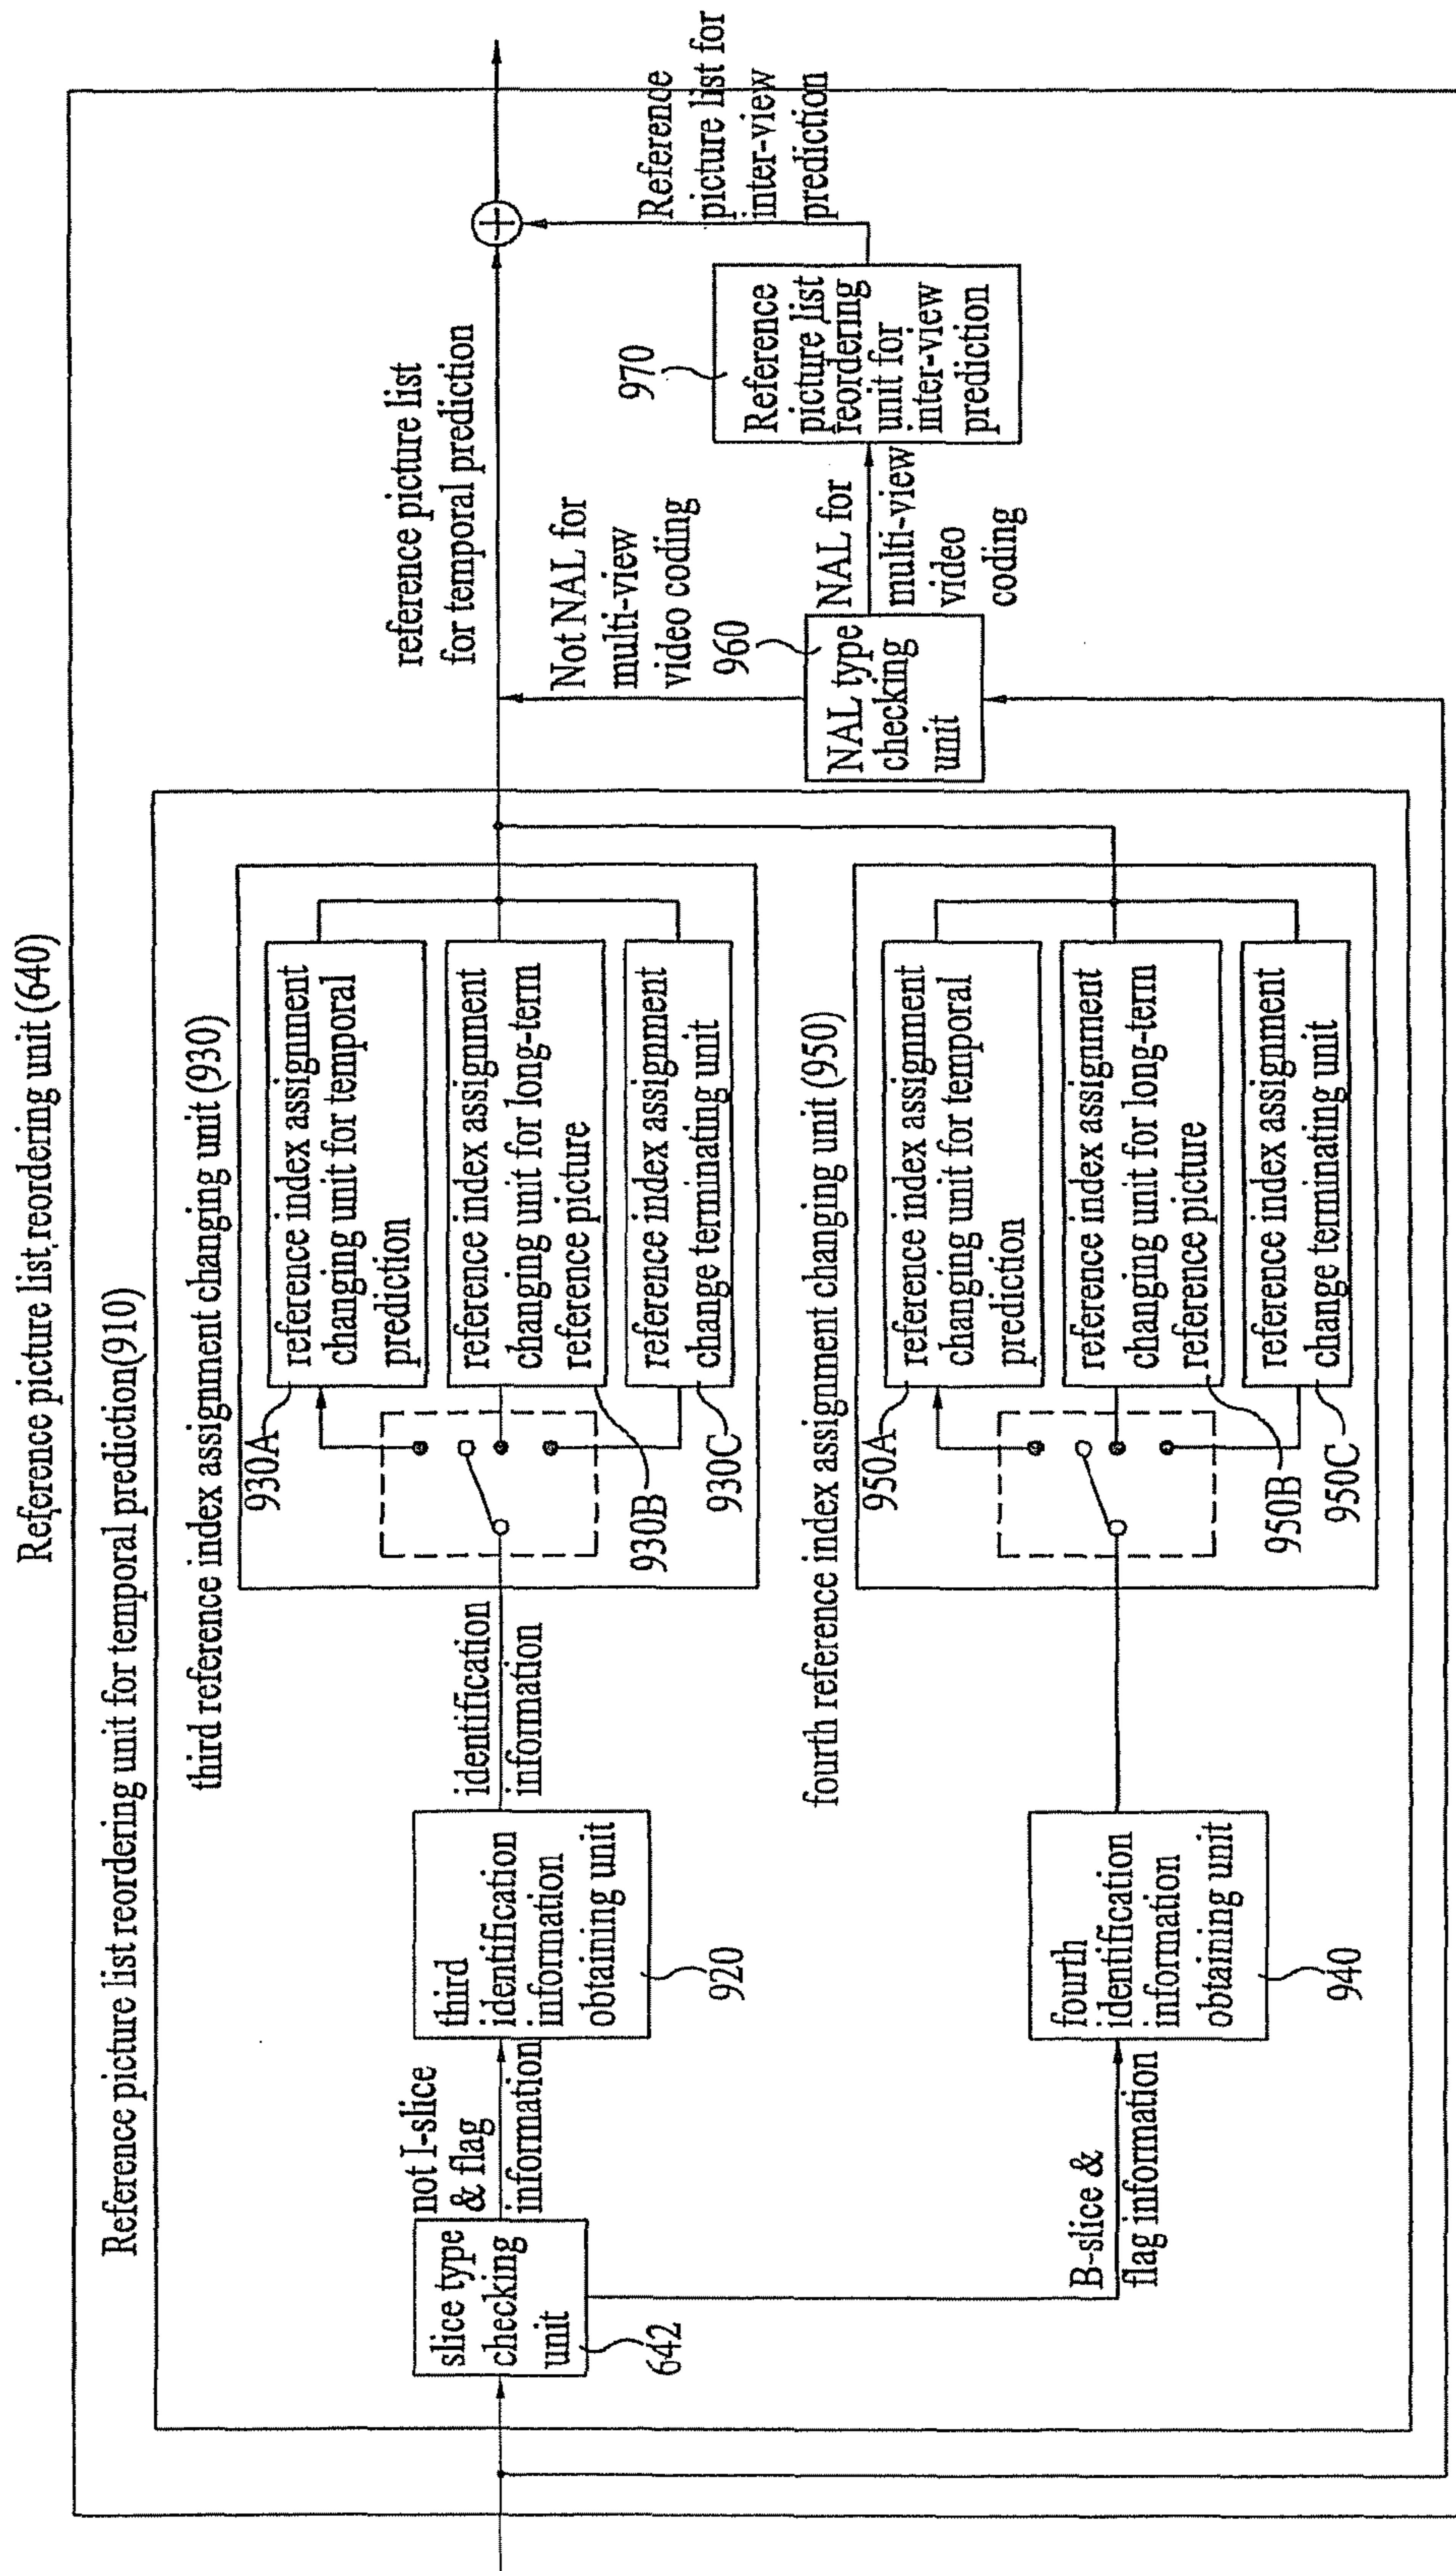 Reference picture list reordering unit (640)
Reference picture list reordering unit for temporal prediction(910)
third reference index assignment changing unit (930)
slice type
checking
unit
642
not I-slice
& flag
information
third
identification
information
obtaining unit
920
identification
information
930A
930B
930C
reference index assignment
changing unit for temporal
prediction
reference index assignment
changing unit for long-term
reference picture
reference index assignment
change terminating unit
B-slice &
flag information
fourth
identification
information
obtaining unit
940
fourth reference index assignment changing unit (950)
950A
950B
950C
reference index assignment
changing unit for temporal
prediction
reference index assignment
changing unit for long-term
reference picture
reference index assignment
change terminating unit
reference picture list
for temporal prediction
Not NAL for
multi-view
video coding
960
NAL type
checking
unit
NAL for
multi-view
video
coding
970
Reference
picture list
reordering
unit for
inter-view
prediction
Reference
picture list for
inter-view
prediction